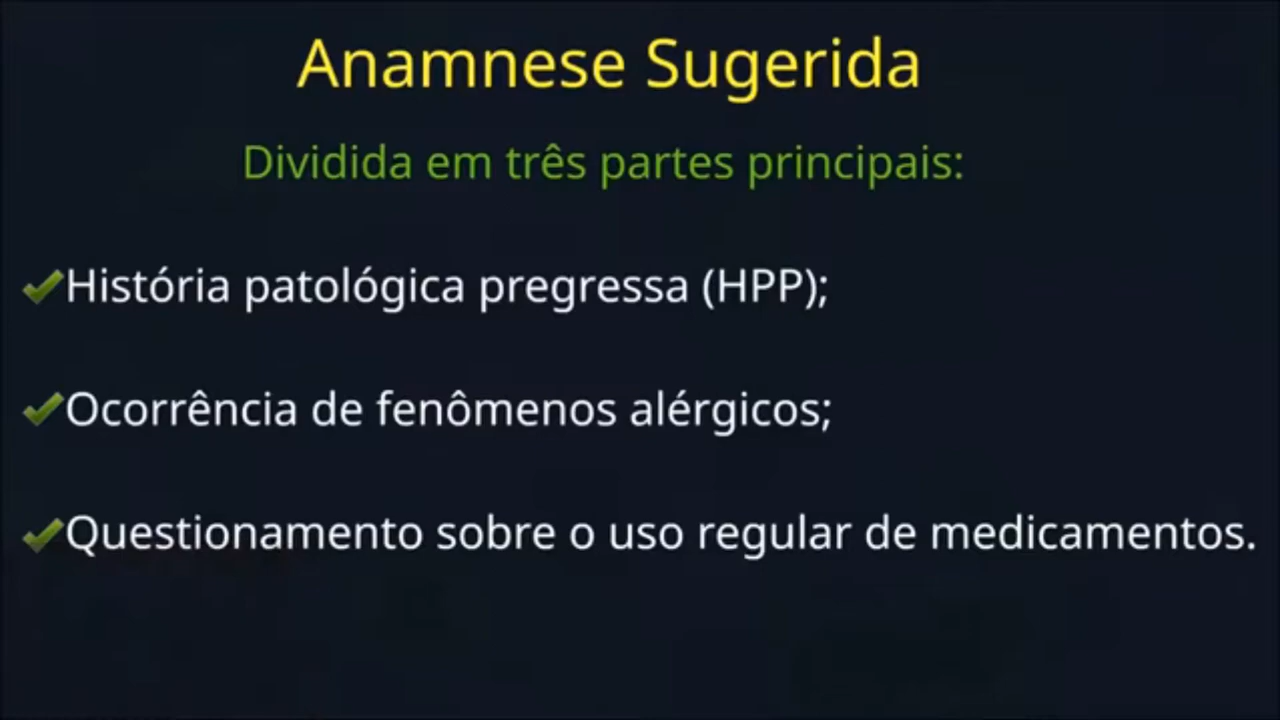 Anamnese Sugerida
Dividida em três partes principais:
História patológica pregressa (HPP);
Ocorrência de fenômenos alérgicos;
Questionamento sobre o uso regular de medicamentos.